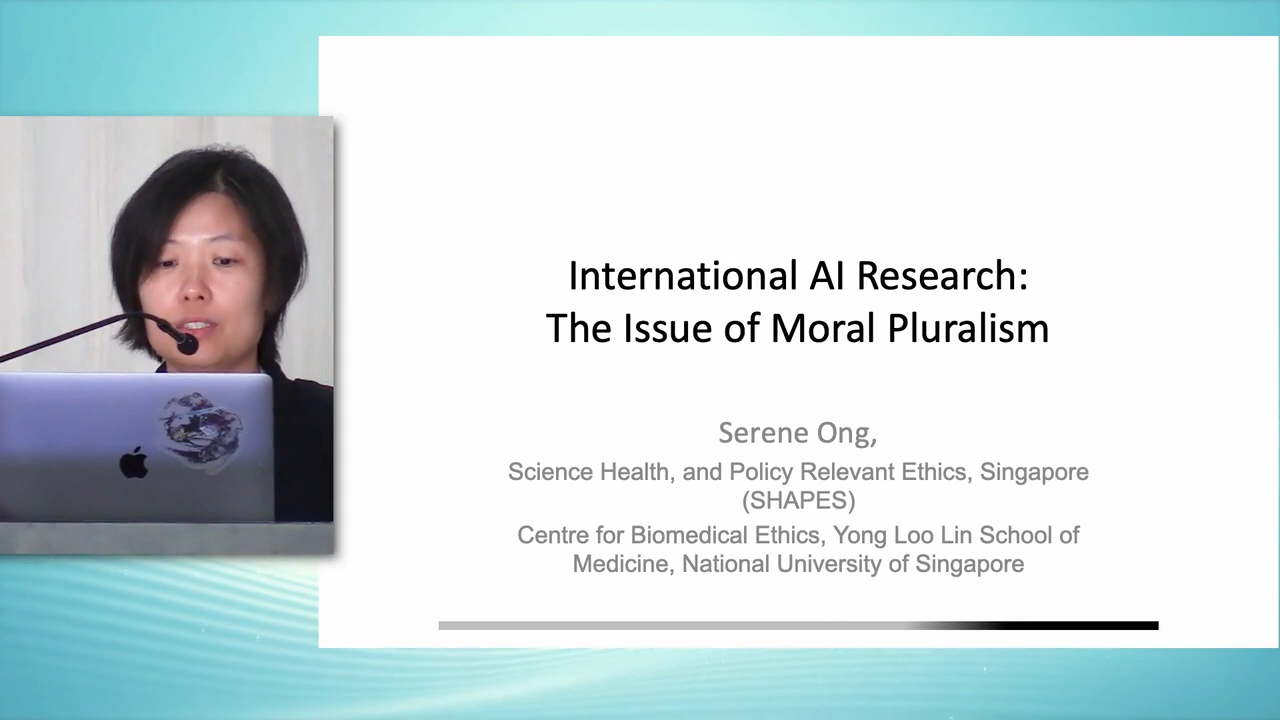 International AI Research:
The Issue of Moral Pluralism
Serene Ong,
Science Health, and Policy Relevant Ethics, Singapore
(SHAPES)
Centre for Biomedical Ethics, Yong Loo Lin School of
Medicine, National University of Singapore